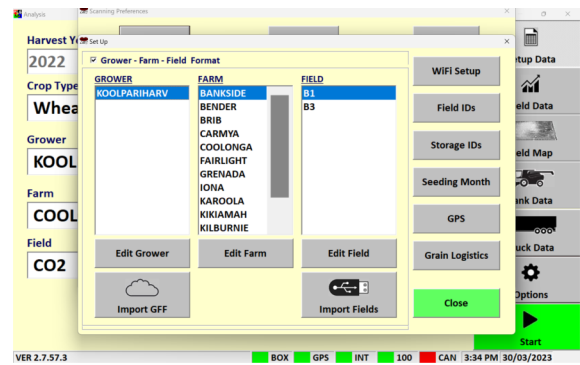 Analysis
Scanning Preferences
Set Up
Harvest Ye
2022
Crop Type
Whea
Grower
KOOL
Farm
COOL
Field
CO2
Grower - Farm - Field Format
GROWER
KOOLPARIHARV
FARM
BANKSIDE
BENDER
BRIB
CARMYA
COOLONGA
FAIRLIGHT
GRENADA
IONA
KAROOLA
KIKIAMAH
KILBURNIE
FIELD
B1
B3
Edit Grower
Edit Farm
Edit Field
Import GFF
Import Fields
WiFi Setup
Field IDs
Storage IDs
Seeding Month
GPS
Grain Logistics
Close
tup Data
eld Data
eld Map
ank Data
uck Data
Options
Start
VER 2.7.57.3
BOX
GPS
INT
100
CAN
3:34 PM
30/03/2023